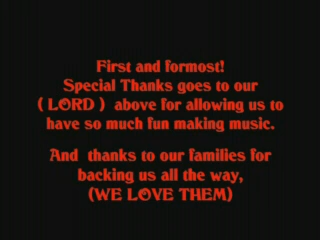 First and formost!
Special Thanks goes to our
( LORD ) above for allowing us to
have so much fun making music.
And thanks to our families for
backing us all the way,
(WE LOVE THEM)